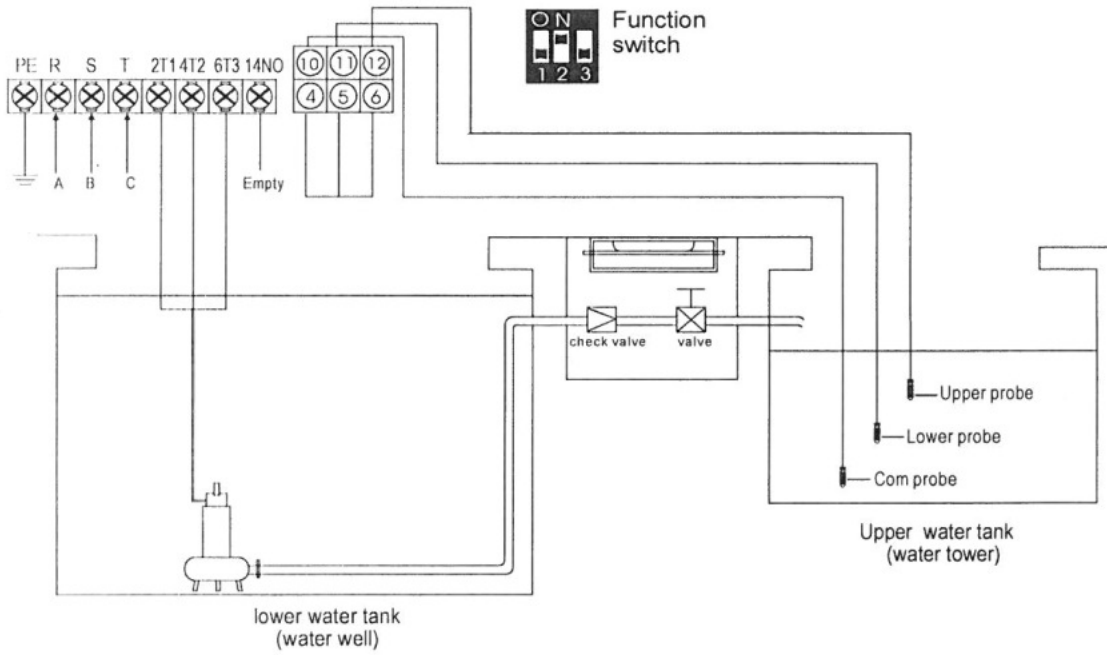 ON
Function
switch
1 2 3
PE R S T 2T1 4T2 6T3 14NO
10 11 12
4 5 6
A B C Empty
check valve
valve
Upper probe
Lower probe
Com probe
Upper water tank
(water tower)
lower water tank
(water well)